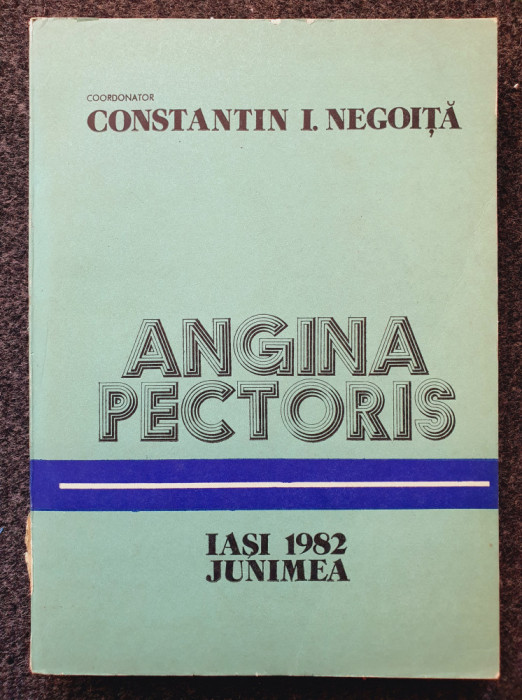 COORDONATOR
CONSTANTIN I. NEGOIȚĂ
ANGINA
PECTORIS
IAȘI 1982
JUNIMEA